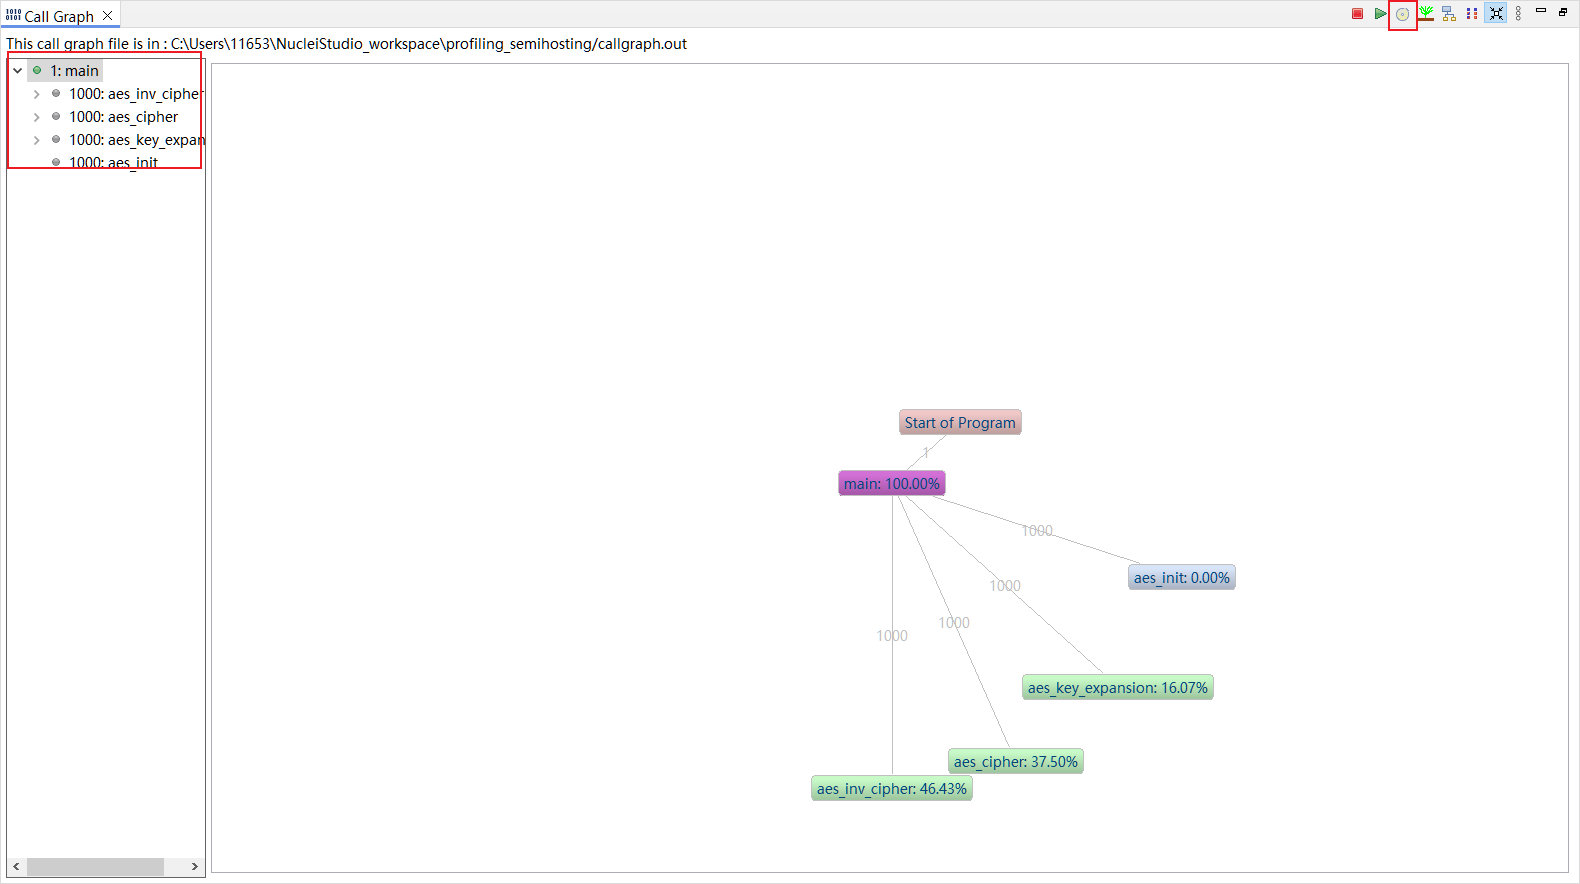 Call Graph
This call graph file is in : C:\Users\11653\NucleiStudio_workspace\profiling_semihosting/callgraph.out
1: main
1000: aes_inv_cipher
1000: aes_cipher
1000: aes_key_expan
1000: aes_init
Start of Program
1
main: 100.00%
1000
aes_init: 0.00%
1000
1000
1000
aes_key_expansion: 16.07%
aes_cipher: 37.50%
aes_inv_cipher: 46.43%